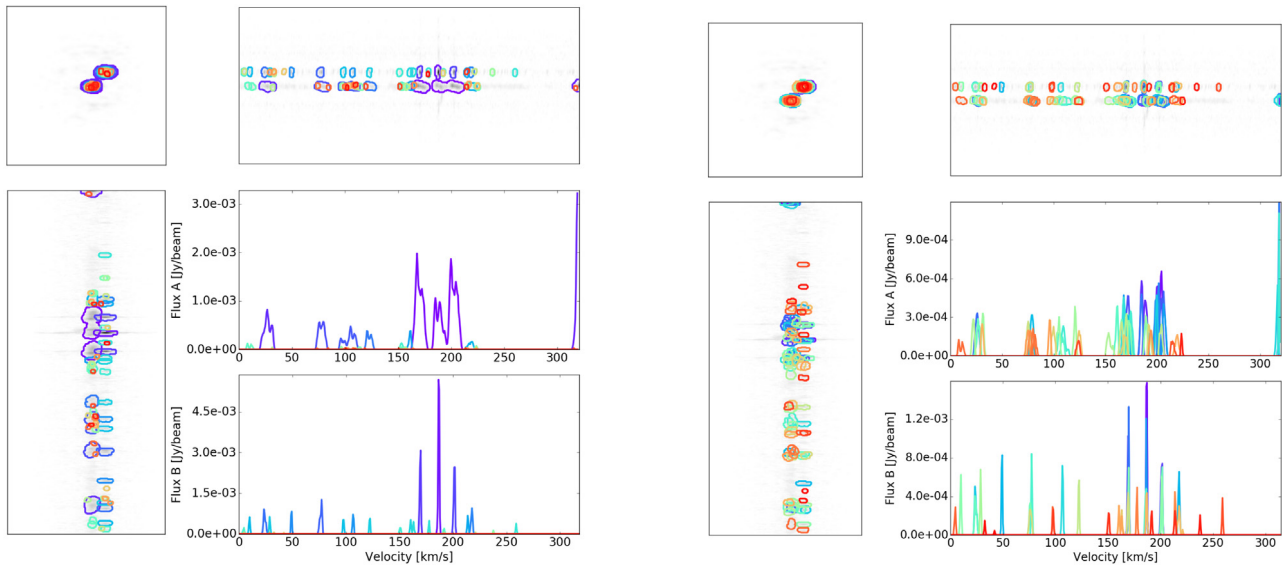 3.0e-03
2.0e-03
1.0e-03
0.0e+00
Flux A [Jy/beam]
0 50 100 150 200 250 300
4.5e-03
3.0e-03
1.5e-03
0.0e+00
Flux B [Jy/beam]
0 50 100 150 200 250 300
Velocity [km/s]
9.0e-04
6.0e-04
3.0e-04
0.0e+00
Flux A [Jy/beam]
0 50 100 150 200 250 300
1.2e-03
8.0e-04
4.0e-04
0.0e+00
Flux B [Jy/beam]
0 50 100 150 200 250 300
Velocity [km/s]